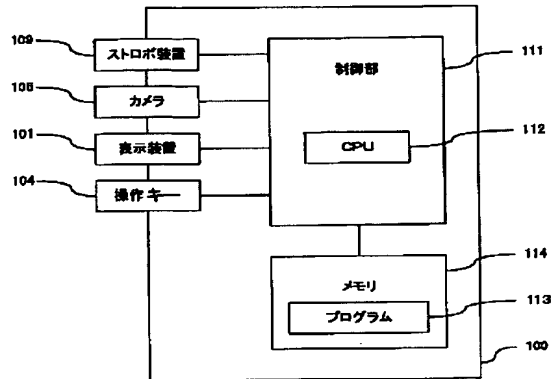 109
ストロボ装置
108
カメラ
101
表示装置
104
操作キー
制御部
111
CPU
112
メモリ
114
プログラム
113
100